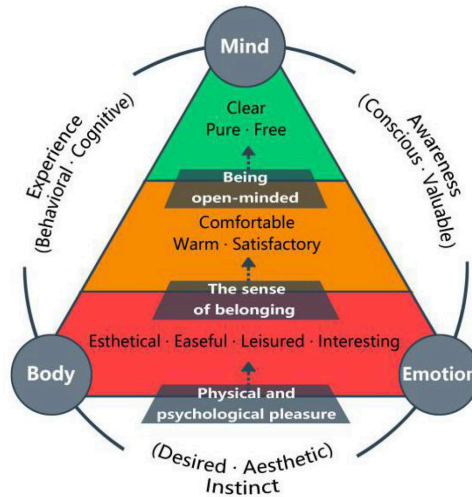 Mind
Experience
(Behavioral · Cognitive)
Awareness
(Conscious · Valuable)
Clear
Pure · Free
Being
open-minded
Comfortable
Warm · Satisfactory
The sense
of belonging
Esthetical · Easeful · Leisured · Interesting
Body
Emotion
Physical and
psychological pleasure
(Desired · Aesthetic)
Instinct